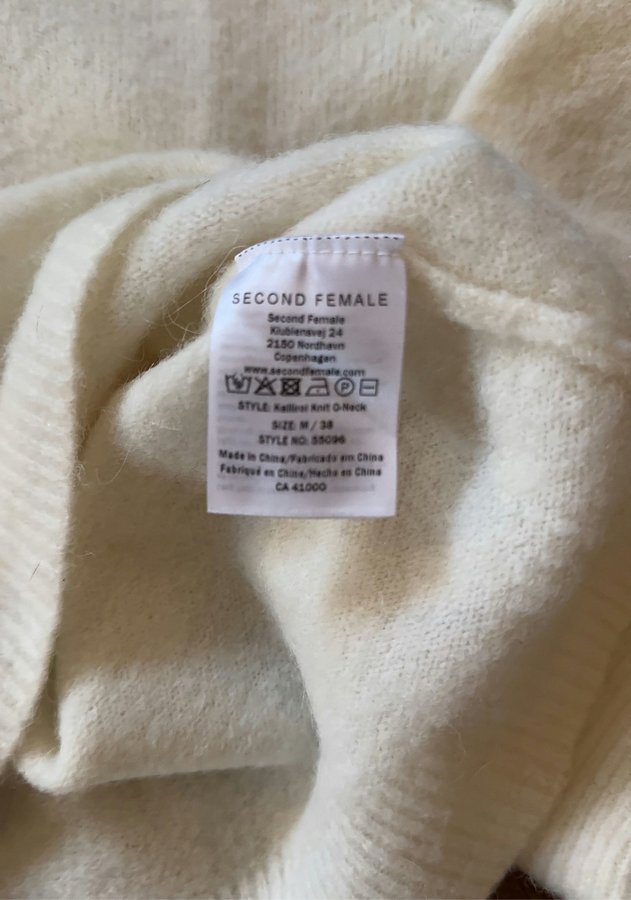 SECOND FEMALE
Second Female
Klubiensvej 24
2150 Nordhavn
Copenhagen
www.secondfemale.com
STYLE: Knit O-Neck
SIZE: M / 38
STYLE NO: 55096
Made in China/Fabricado em China
Fabriqué en China/Hecho en China
CA 41000